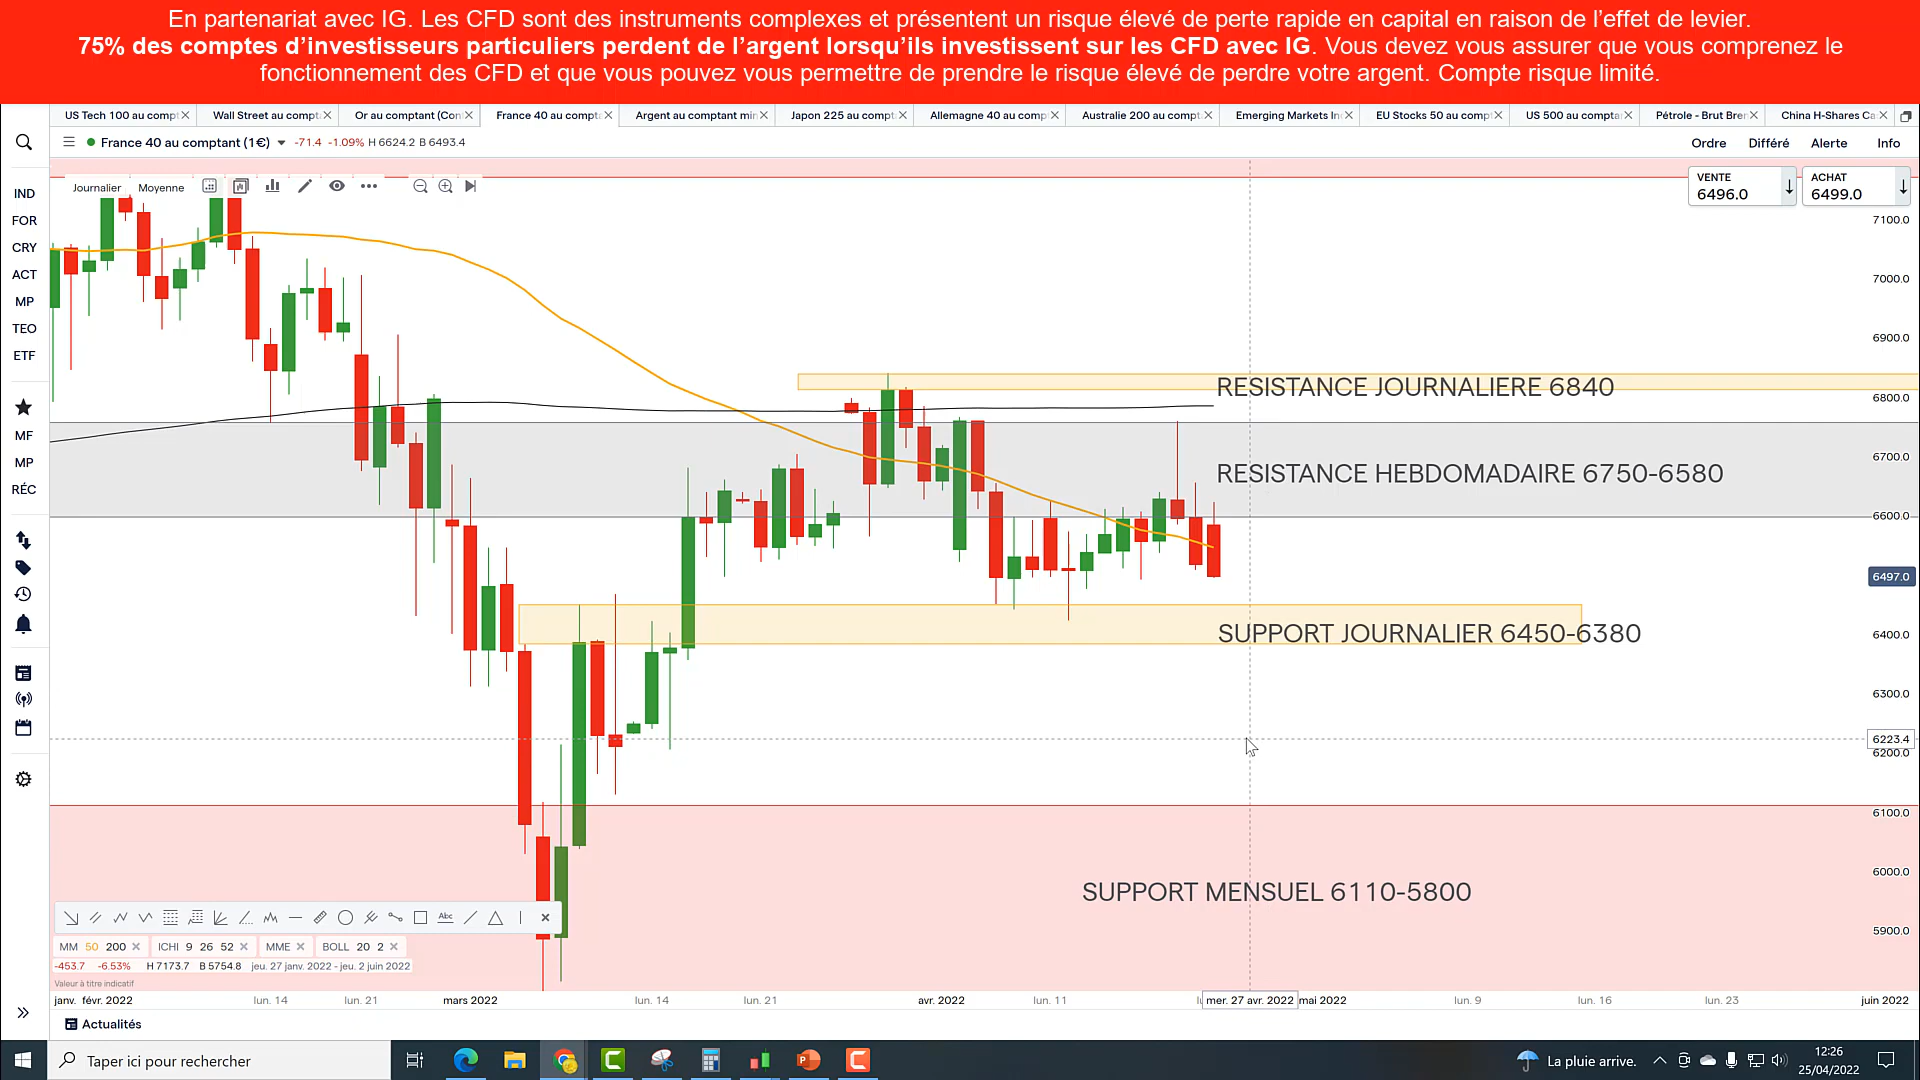 En partenariat avec IG. Les CFD sont des instruments complexes et présentent un risque élevé de perte rapide en capital en raison de l'effet de levier.
75% des comptes d'investisseurs particuliers perdent de l'argent lorsqu'ils investissent sur les CFD avec IG. Vous devez vous assurer que vous comprenez le
fonctionnement des CFD et que vous pouvez vous permettre de prendre le risque élevé de perdre votre argent. Compte risque limité.
US Tech 100 au compt Wall Street au compt Or au comptant (Con France 40 au compta Argent au comptant min Japon 225 au compt Allemagne 40 au comp Australie 200 au comp Emerging Markets In EU Stocks 50 au comp US 500 au compta Pétrole - Brut Bre China H-Shares Ca
France 40 au comptant (1€) -71.4 -1.09% H 6624.2 B 6493.4 Ordre Différé Alerte Info
Journalier Moyenne
VENTE ACHAT
6496.0 6499.0
IND
FOR
CRY
ACT
MP
TEO
ETF
MF
MP
RÉC
7100.0
7000.0
6900.0
6800.0
6700.0
6600.0
6497.0
6400.0
6300.0
6223.4
6200.0
6100.0
6000.0
5900.0
RESISTANCE JOURNALIERE 6840
RESISTANCE HEBDOMADAIRE 6750-6580
SUPPORT JOURNALIER 6450-6380
SUPPORT MENSUEL 6110-5800
Abc
MM 50 200 ICHI 9 26 52 MME BOLL 20 2
-453.7 -6.53% H 7173.7 B 5754.8 jeu. 27 janv. 2022 - jeu. 2 juin 2022
Valeur à titre indicatif
janv. févr. 2022 lun. 14 lun. 21 mars 2022 lun. 14 lun. 21 avr. 2022 lun. 11 mer. 27 avr. 2022 mai 2022 lun. 9 lun. 16 lun. 23 juin 2022
Actualités
Taper ici pour rechercher
La pluie arrive.
12:26
25/04/2022